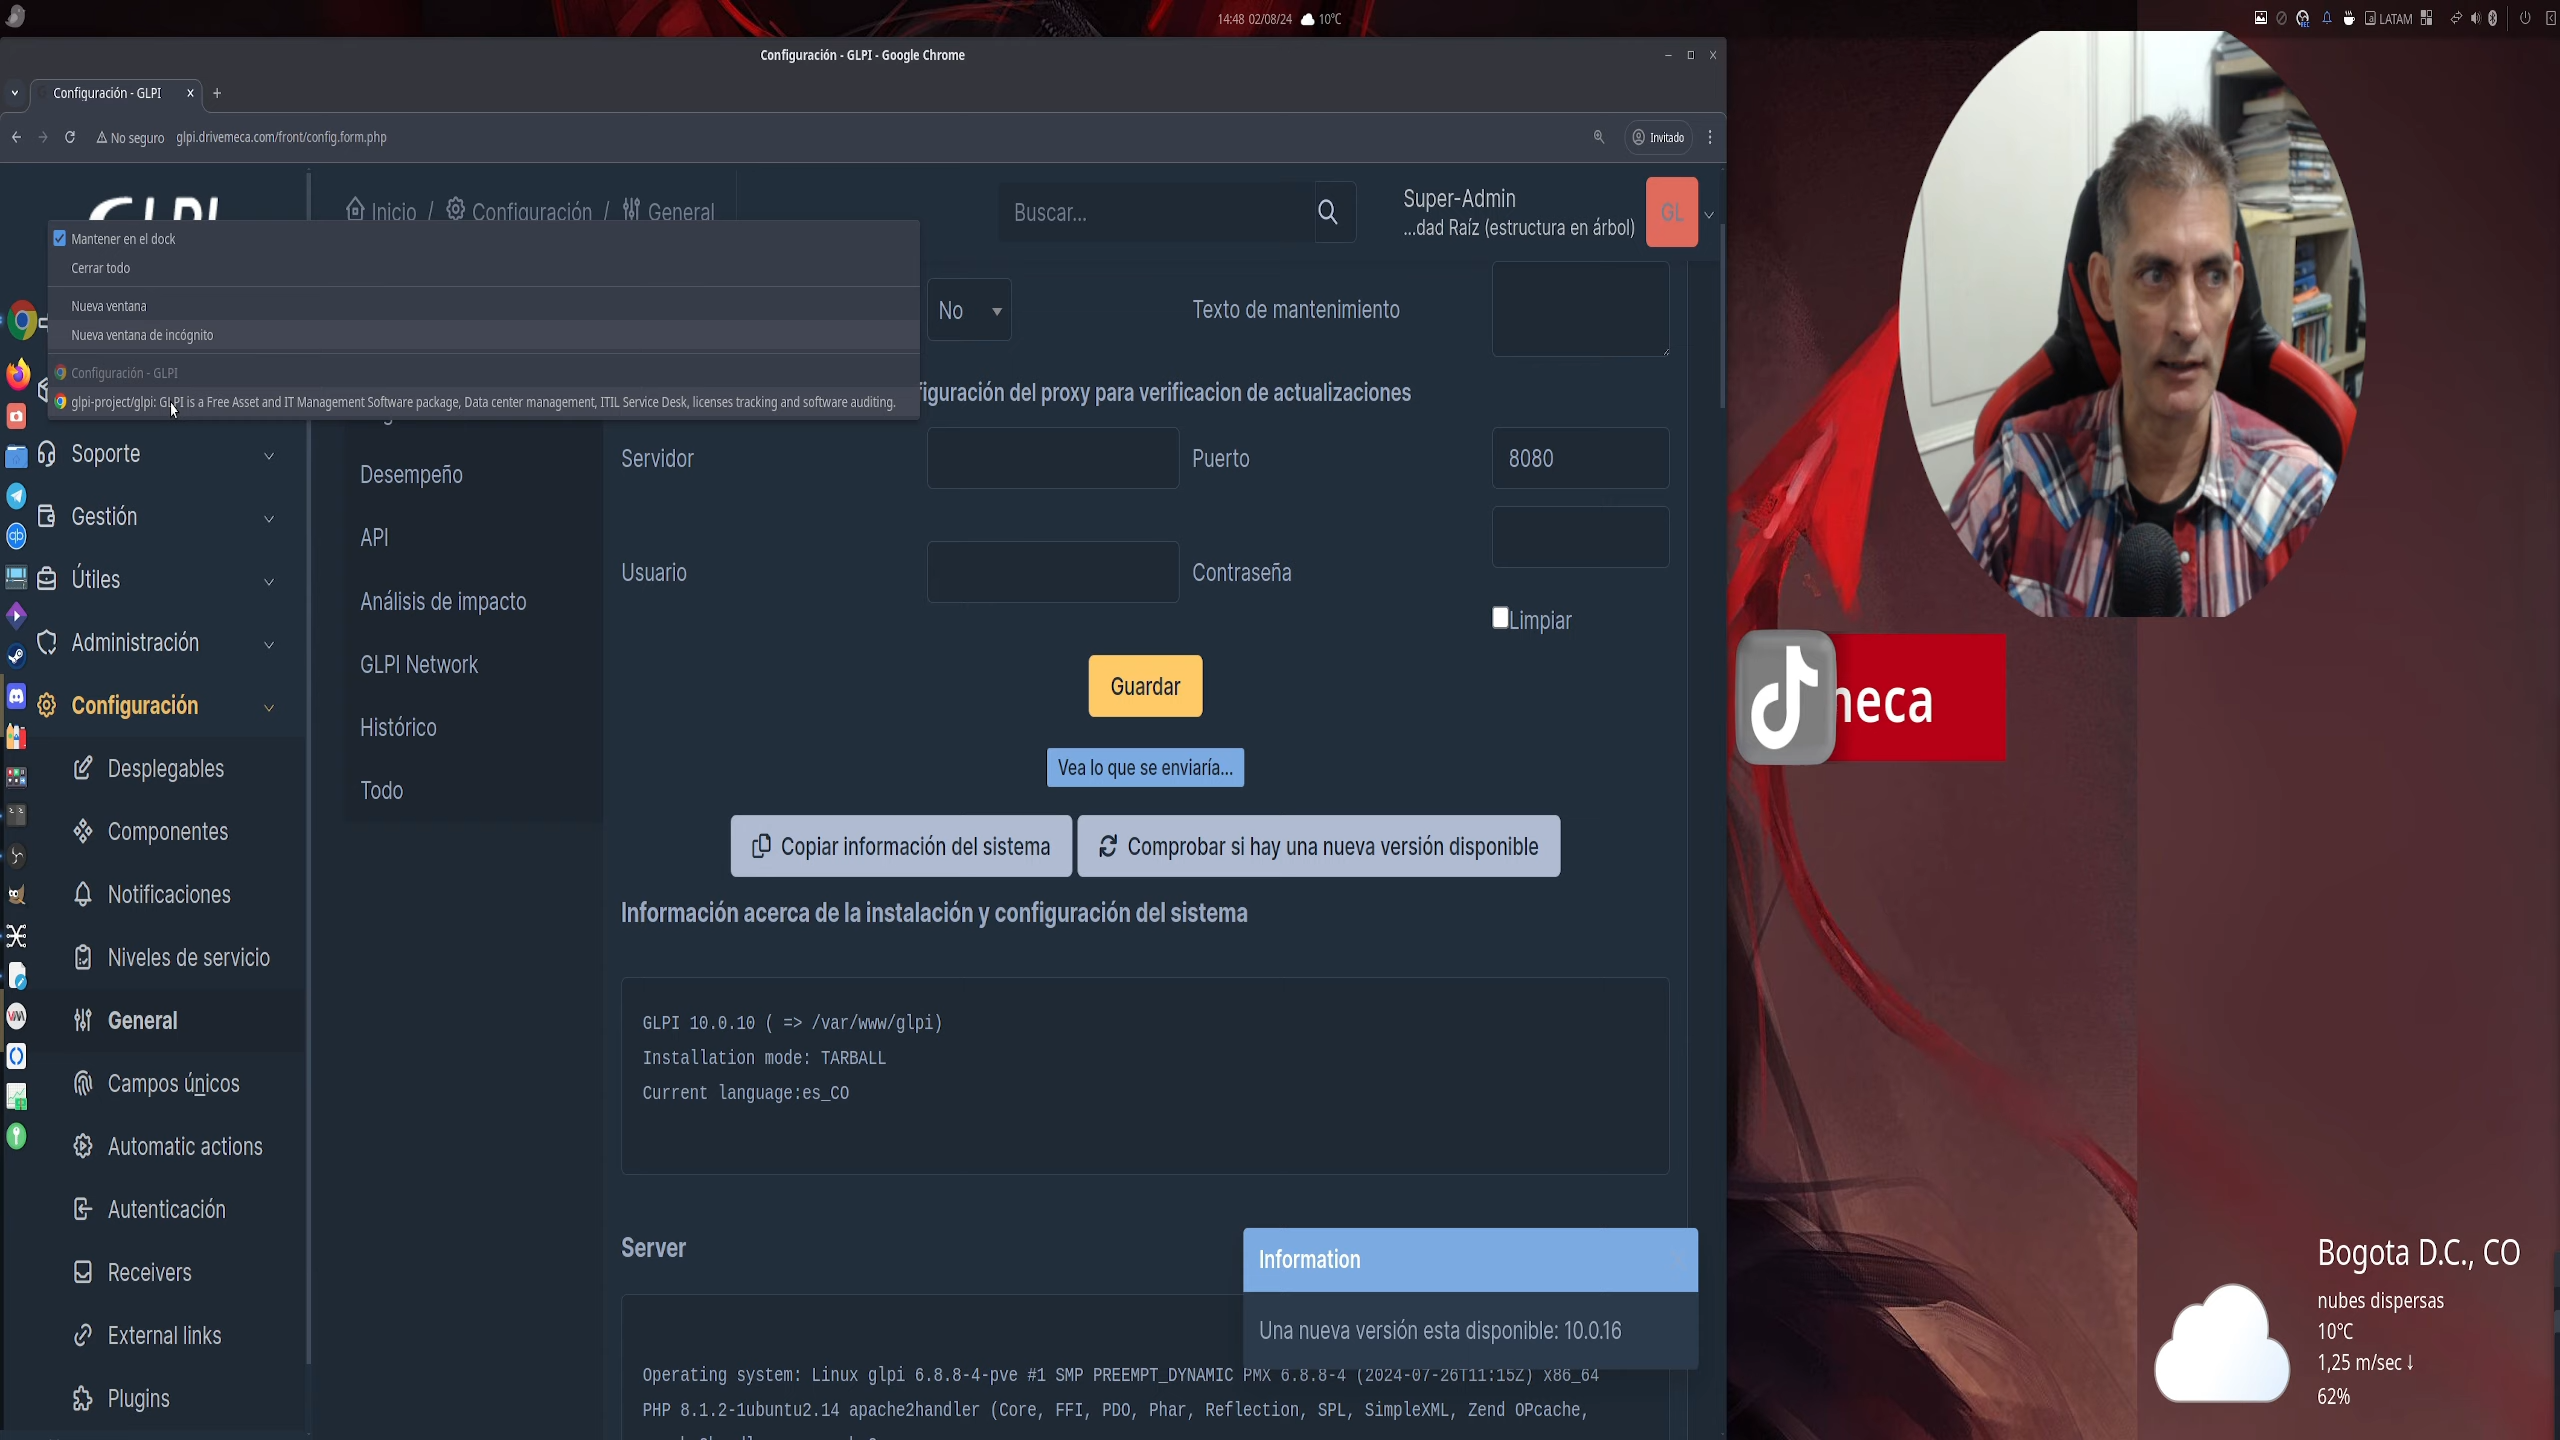 14:48 02/08/24 10°C
LATAM
Configuración - GLPI - Google Chrome
Configuración - GLPI
No seguro glpi.drivemeca.com/front/config.form.php
Invitado
GLPI
Inicio / Configuración / General
Buscar...
Super-Admin
...dad Raíz (estructura en árbol)
GL
Mantener en el dock
Cerrar todo
Nueva ventana
Nueva ventana de incógnito
Configuración - GLPI
glpi-project/glpi: GLPI is a Free Asset and IT Management Software package, Data center management, ITIL Service Desk, licenses tracking and software auditing.
No
Texto de mantenimiento
iguración del proxy para verificacion de actualizaciones
Servidor
Puerto
8080
Usuario
Contraseña
Limpiar
Guardar
Vea lo que se enviaría...
Copiar información del sistema
Comprobar si hay una nueva versión disponible
Soporte
Gestión
Útiles
Administración
Configuración
Desplegables
Componentes
Notificaciones
Niveles de servicio
General
Campos únicos
Automatic actions
Autenticación
Receivers
External links
Plugins
Desempeño
API
Análisis de impacto
GLPI Network
Histórico
Todo
Información acerca de la instalación y configuración del sistema
GLPI 10.0.10 ( => /var/www/glpi)
Installation mode: TARBALL
Current language:es_CO
Server
Operating system: Linux glpi 6.8.8-4-pve #1 SMP PREEMPT_DYNAMIC PMX 6.8.8-4 (2024-07-26T11:15Z) x86_64
PHP 8.1.2-1ubuntu2.14 apache2handler (Core, FFI, PDO, Phar, Reflection, SPL, SimpleXML, Zend OPcache,
Information
Una nueva versión esta disponible: 10.0.16
neca
Bogota D.C., CO
nubes dispersas
10°C
1,25 m/sec ↓
62%